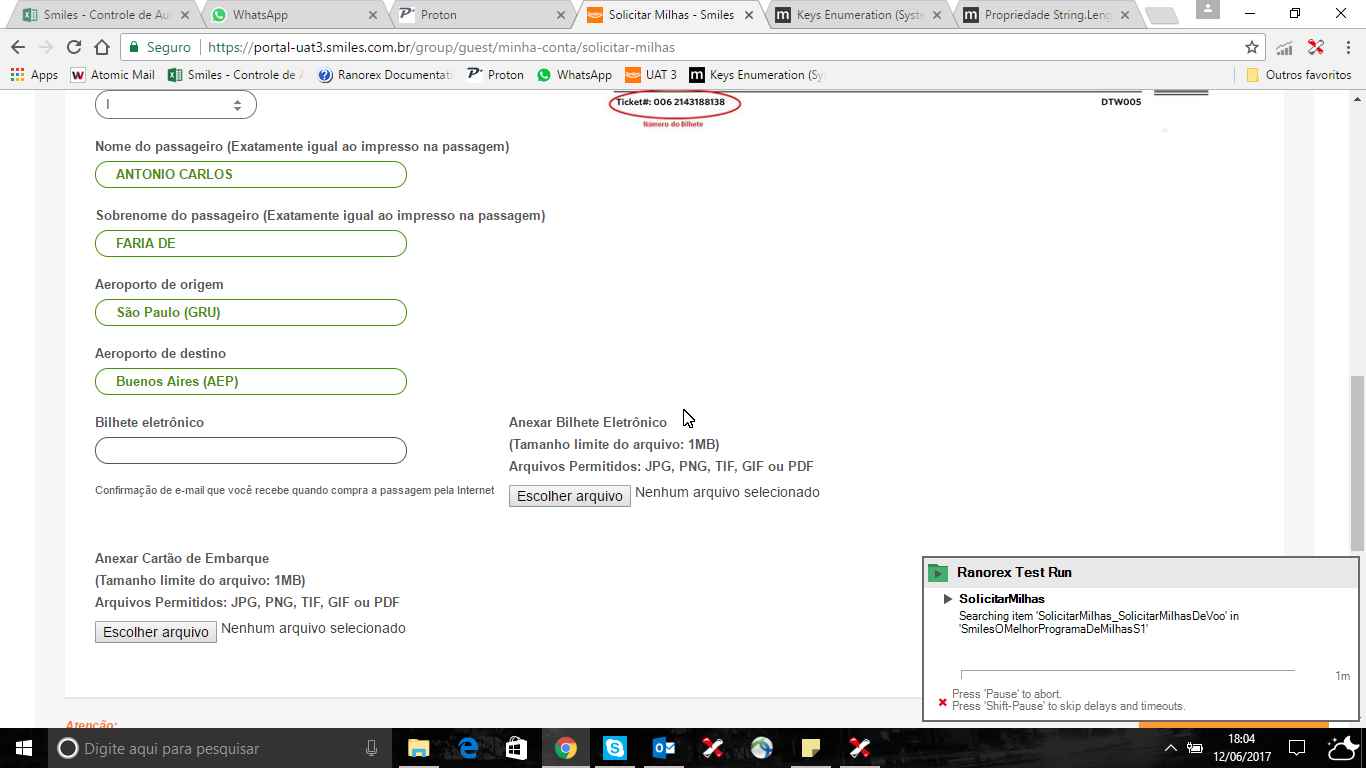 Smiles - Controle de Au
WhatsApp
Proton
Solicitar Milhas - Smiles
Keys Enumeration (Syste
Propriedade String.Leng
Seguro
https://portal-uat3.smiles.com.br/group/guest/minha-conta/solicitar-milhas
Apps
Atomic Mail
Smiles - Controle de A
Ranorex Documentati
Proton
WhatsApp
UAT 3
Keys Enumeration (Sy
Outros favoritos
I
Ticket#: 006 2143188138
DTW005
Número do Bilhete
Nome do passageiro (Exatamente igual ao impresso na passagem)
ANTONIO CARLOS
Sobrenome do passageiro (Exatamente igual ao impresso na passagem)
FARIA DE
Aeroporto de origem
São Paulo (GRU)
Aeroporto de destino
Buenos Aires (AEP)
Bilhete eletrônico
Confirmação de e-mail que você recebe quando compra a passagem pela Internet
Anexar Bilhete Eletrônico
(Tamanho limite do arquivo: 1MB)
Arquivos Permitidos: JPG, PNG, TIF, GIF ou PDF
Escolher arquivo Nenhum arquivo selecionado
Anexar Cartão de Embarque
(Tamanho limite do arquivo: 1MB)
Arquivos Permitidos: JPG, PNG, TIF, GIF ou PDF
Escolher arquivo Nenhum arquivo selecionado
Atenção:
Ranorex Test Run
SolicitarMilhas
Searching item 'SolicitarMilhas_SolicitarMilhasDeVoo' in
'SmilesOMelhorProgramaDeMilhasS1'
1m
Press 'Pause' to abort.
Press 'Shift-Pause' to skip delays and timeouts.
Digite aqui para pesquisar
18:04
12/06/2017